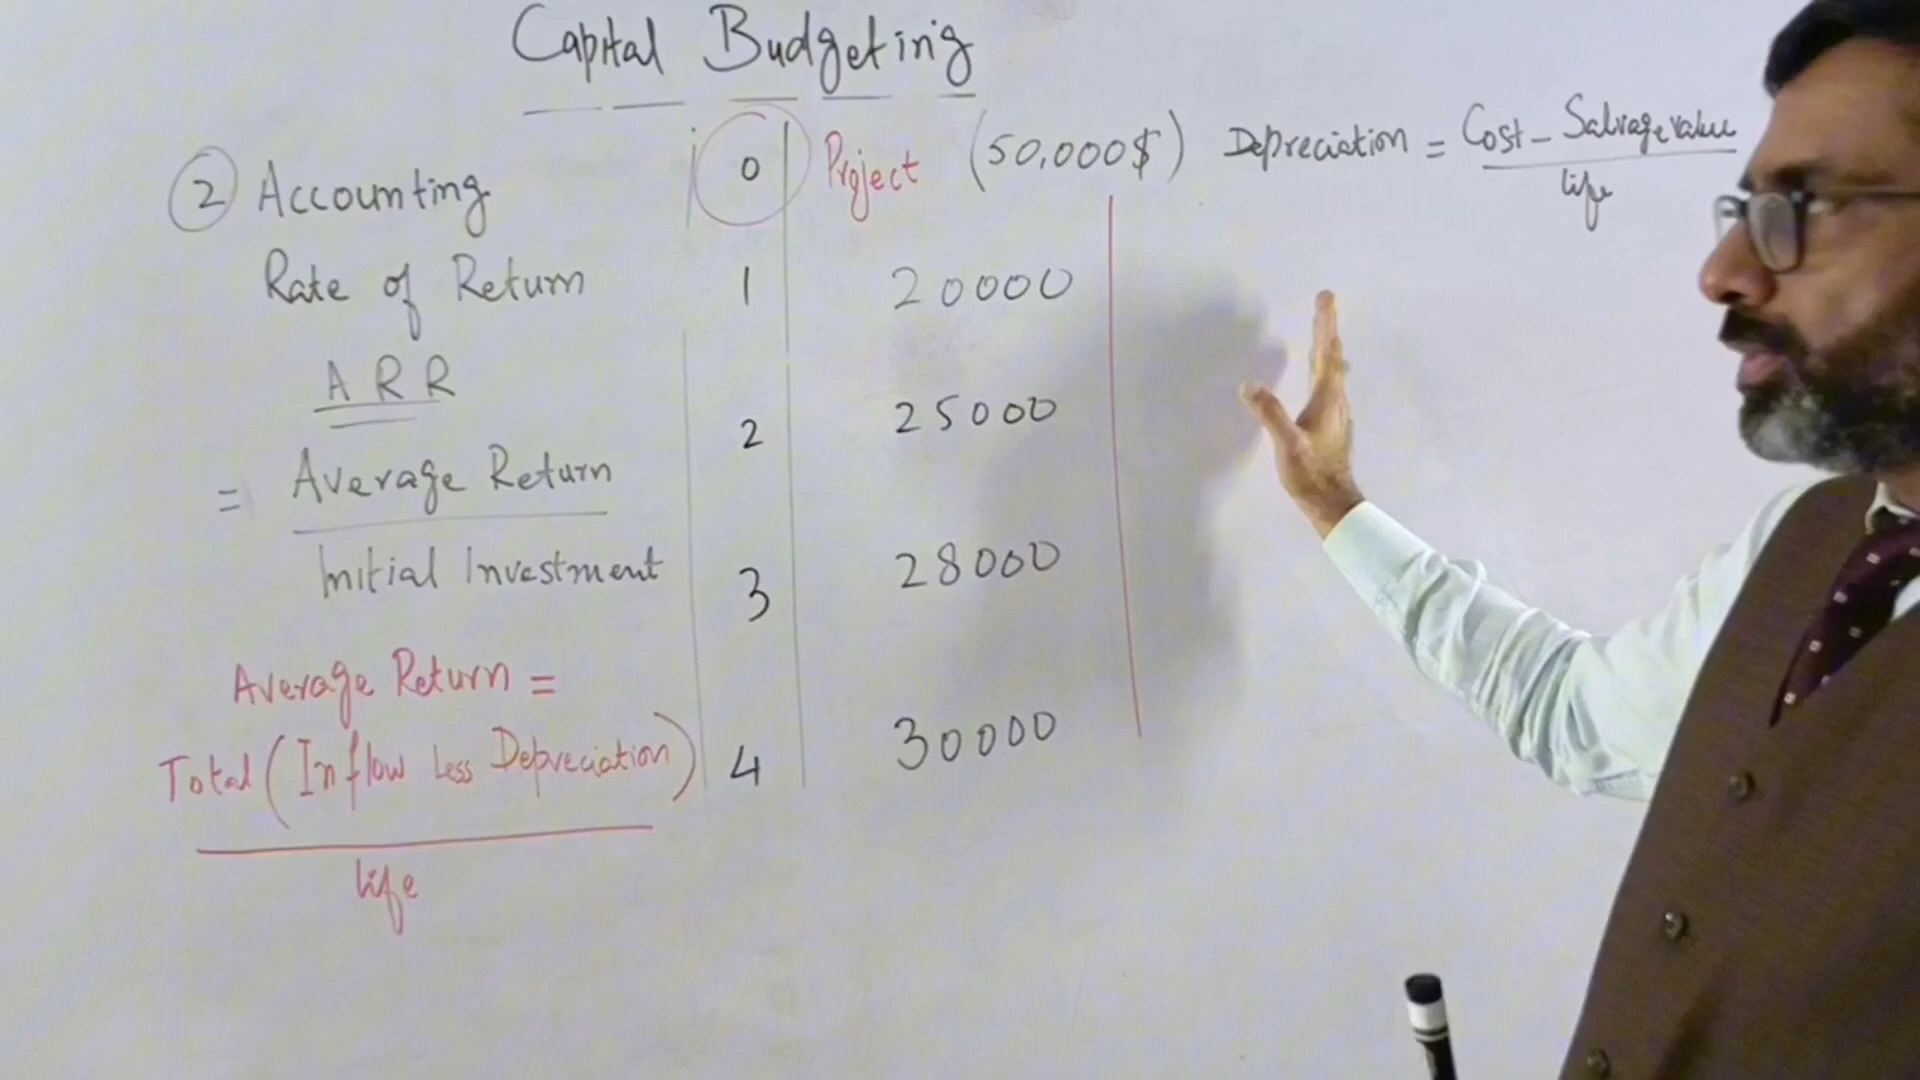 Capital Budgeting
2 Accounting
Rate of Return
A R R
= Average Return
Initial Investment
Average Return =
Total (Inflow Less Depreciation)
life
0 Project (50,000$)
1 20000
2 25000
3 28000
4 30000
Depreciation = Cost - Salvage value
life